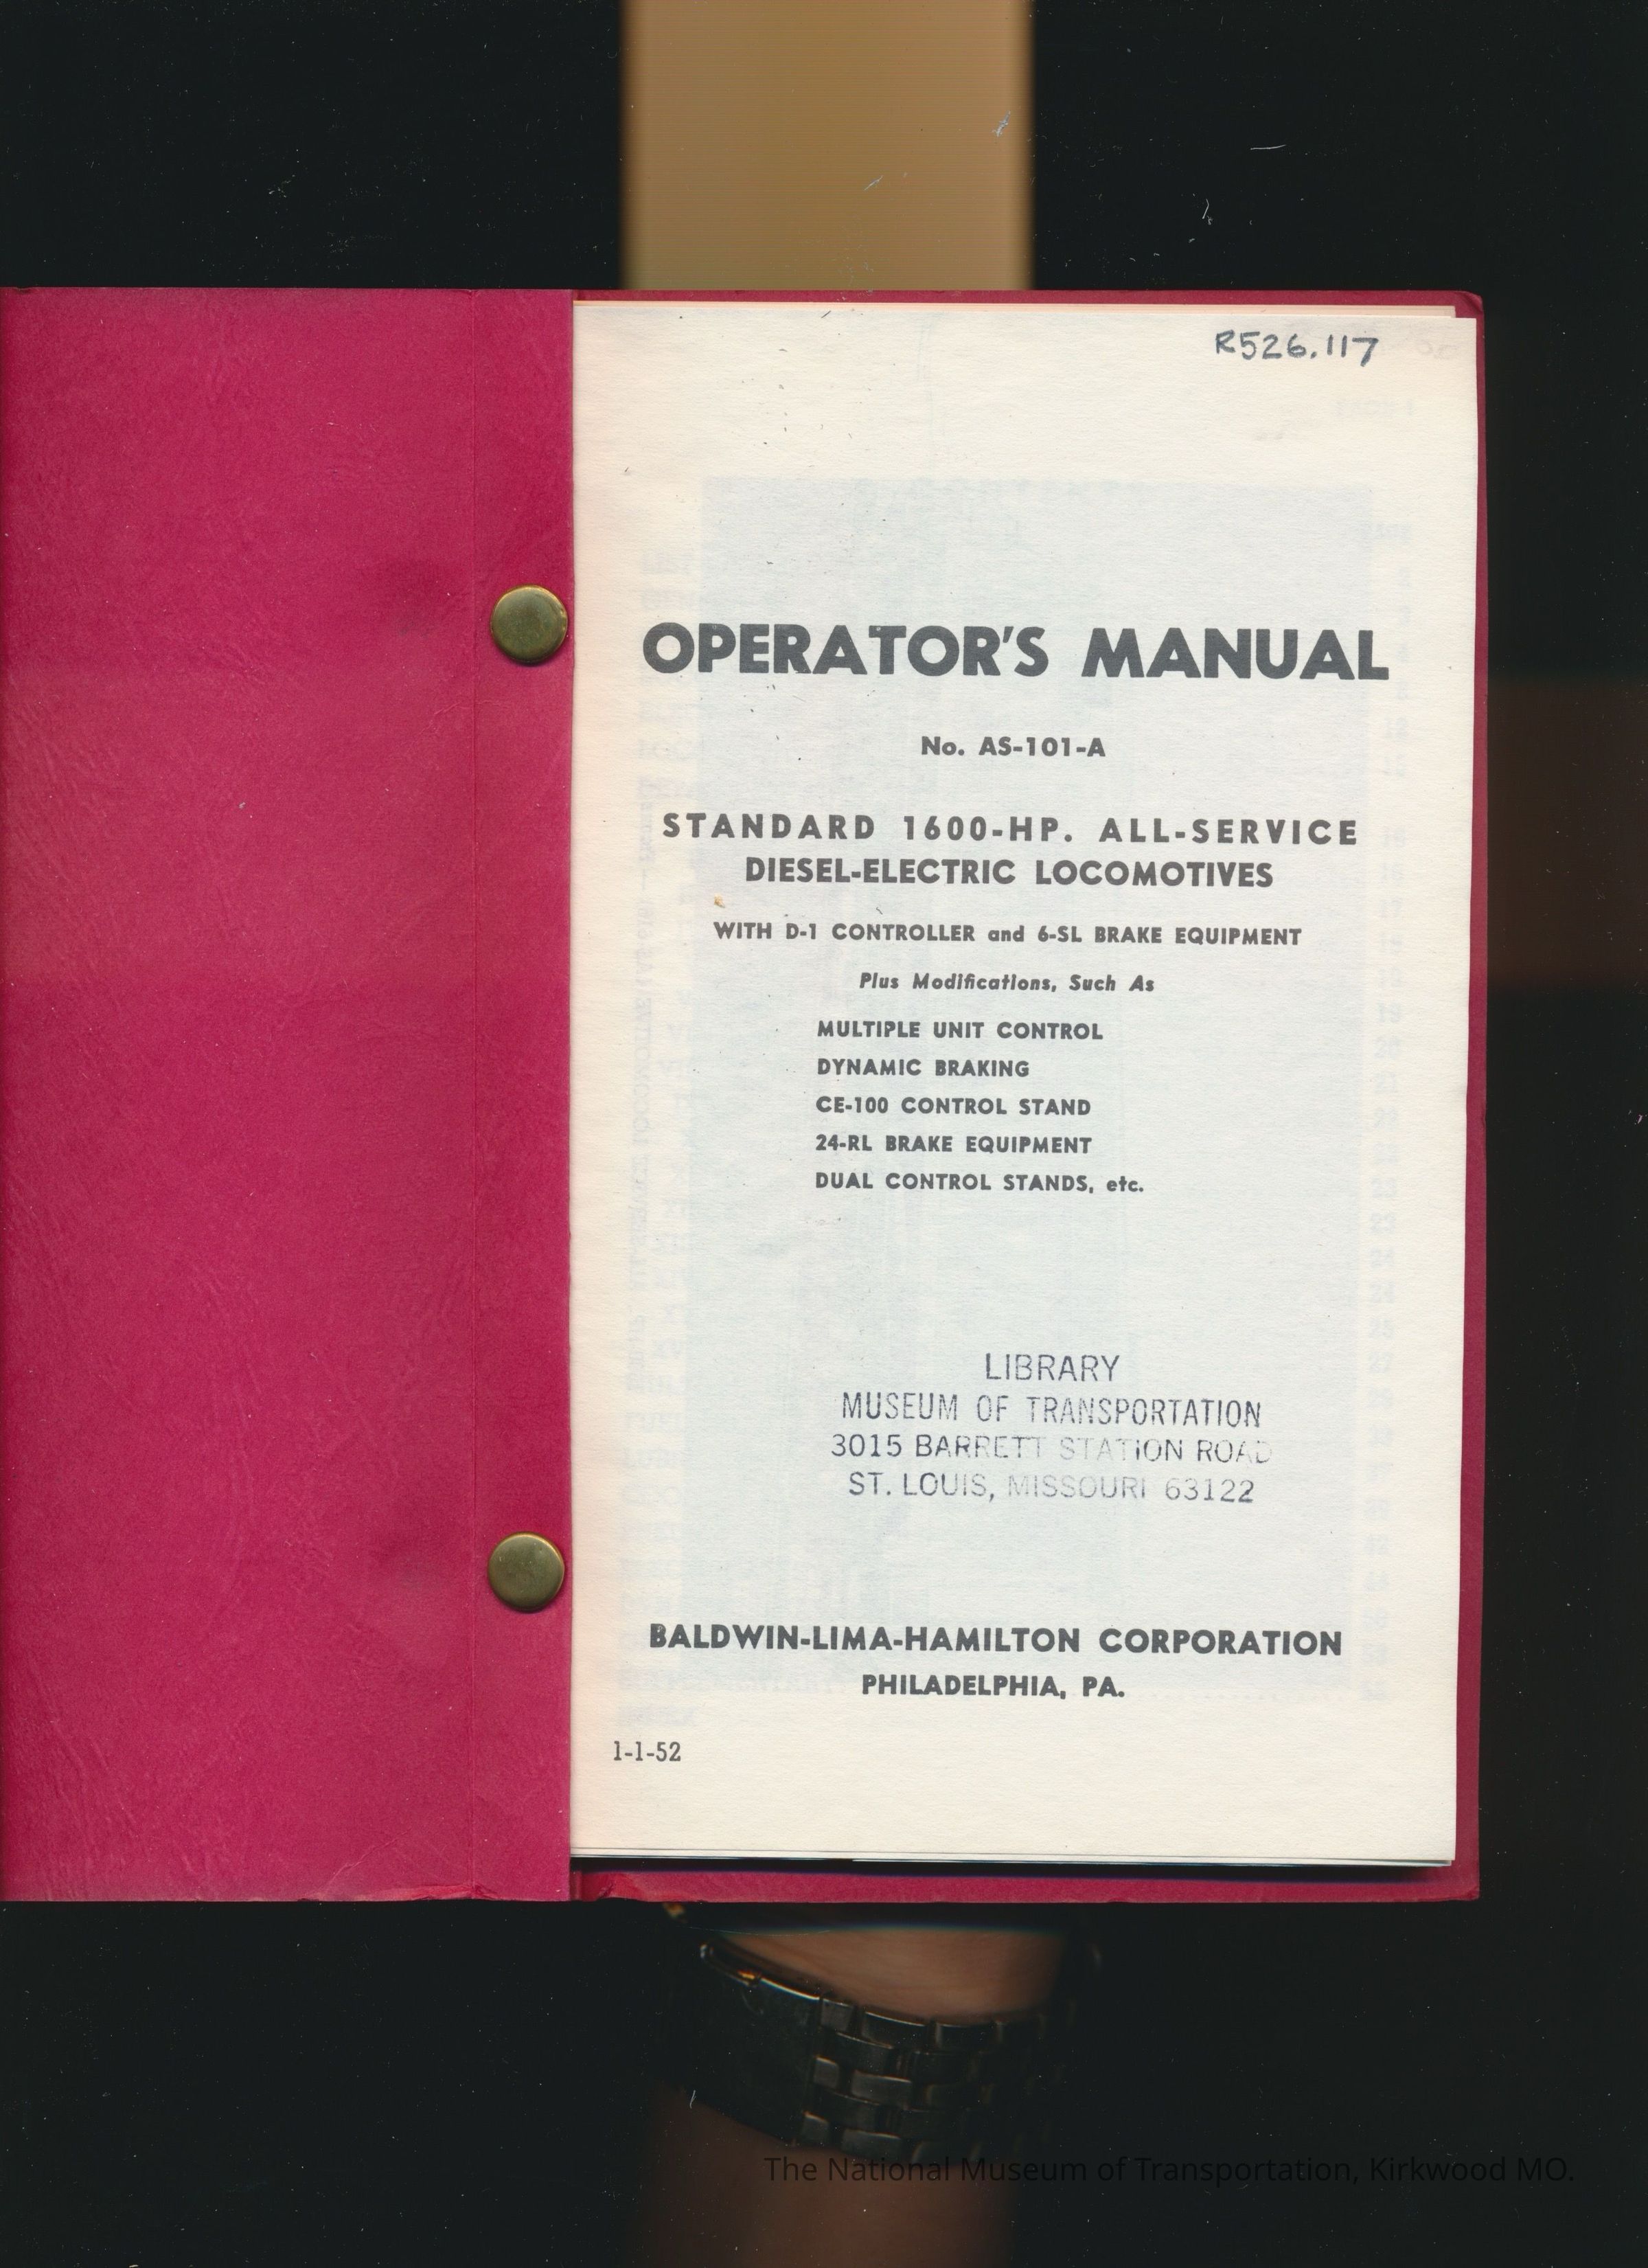 R526.117
OPERATOR'S MANUAL
No. AS-101-A
STANDARD 1600-HP. ALL-SERVICE
DIESEL-ELECTRIC LOCOMOTIVES
WITH D-1 CONTROLLER and 6-SL BRAKE EQUIPMENT
Plus Modifications, Such As
MULTIPLE UNIT CONTROL
DYNAMIC BRAKING
CE-100 CONTROL STAND
24-RL BRAKE EQUIPMENT
DUAL CONTROL STANDS, etc.
LIBRARY
MUSEUM OF TRANSPORTATION
3015 BARRETT STATION ROAD
ST. LOUIS, MISSOURI 63122
BALDWIN-LIMA-HAMILTON CORPORATION
PHILADELPHIA, PA.
1-1-52
The National Museum of Transportation, Kirkwood MO.